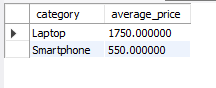 category average_price
Laptop 1750.000000
Smartphone 550.000000